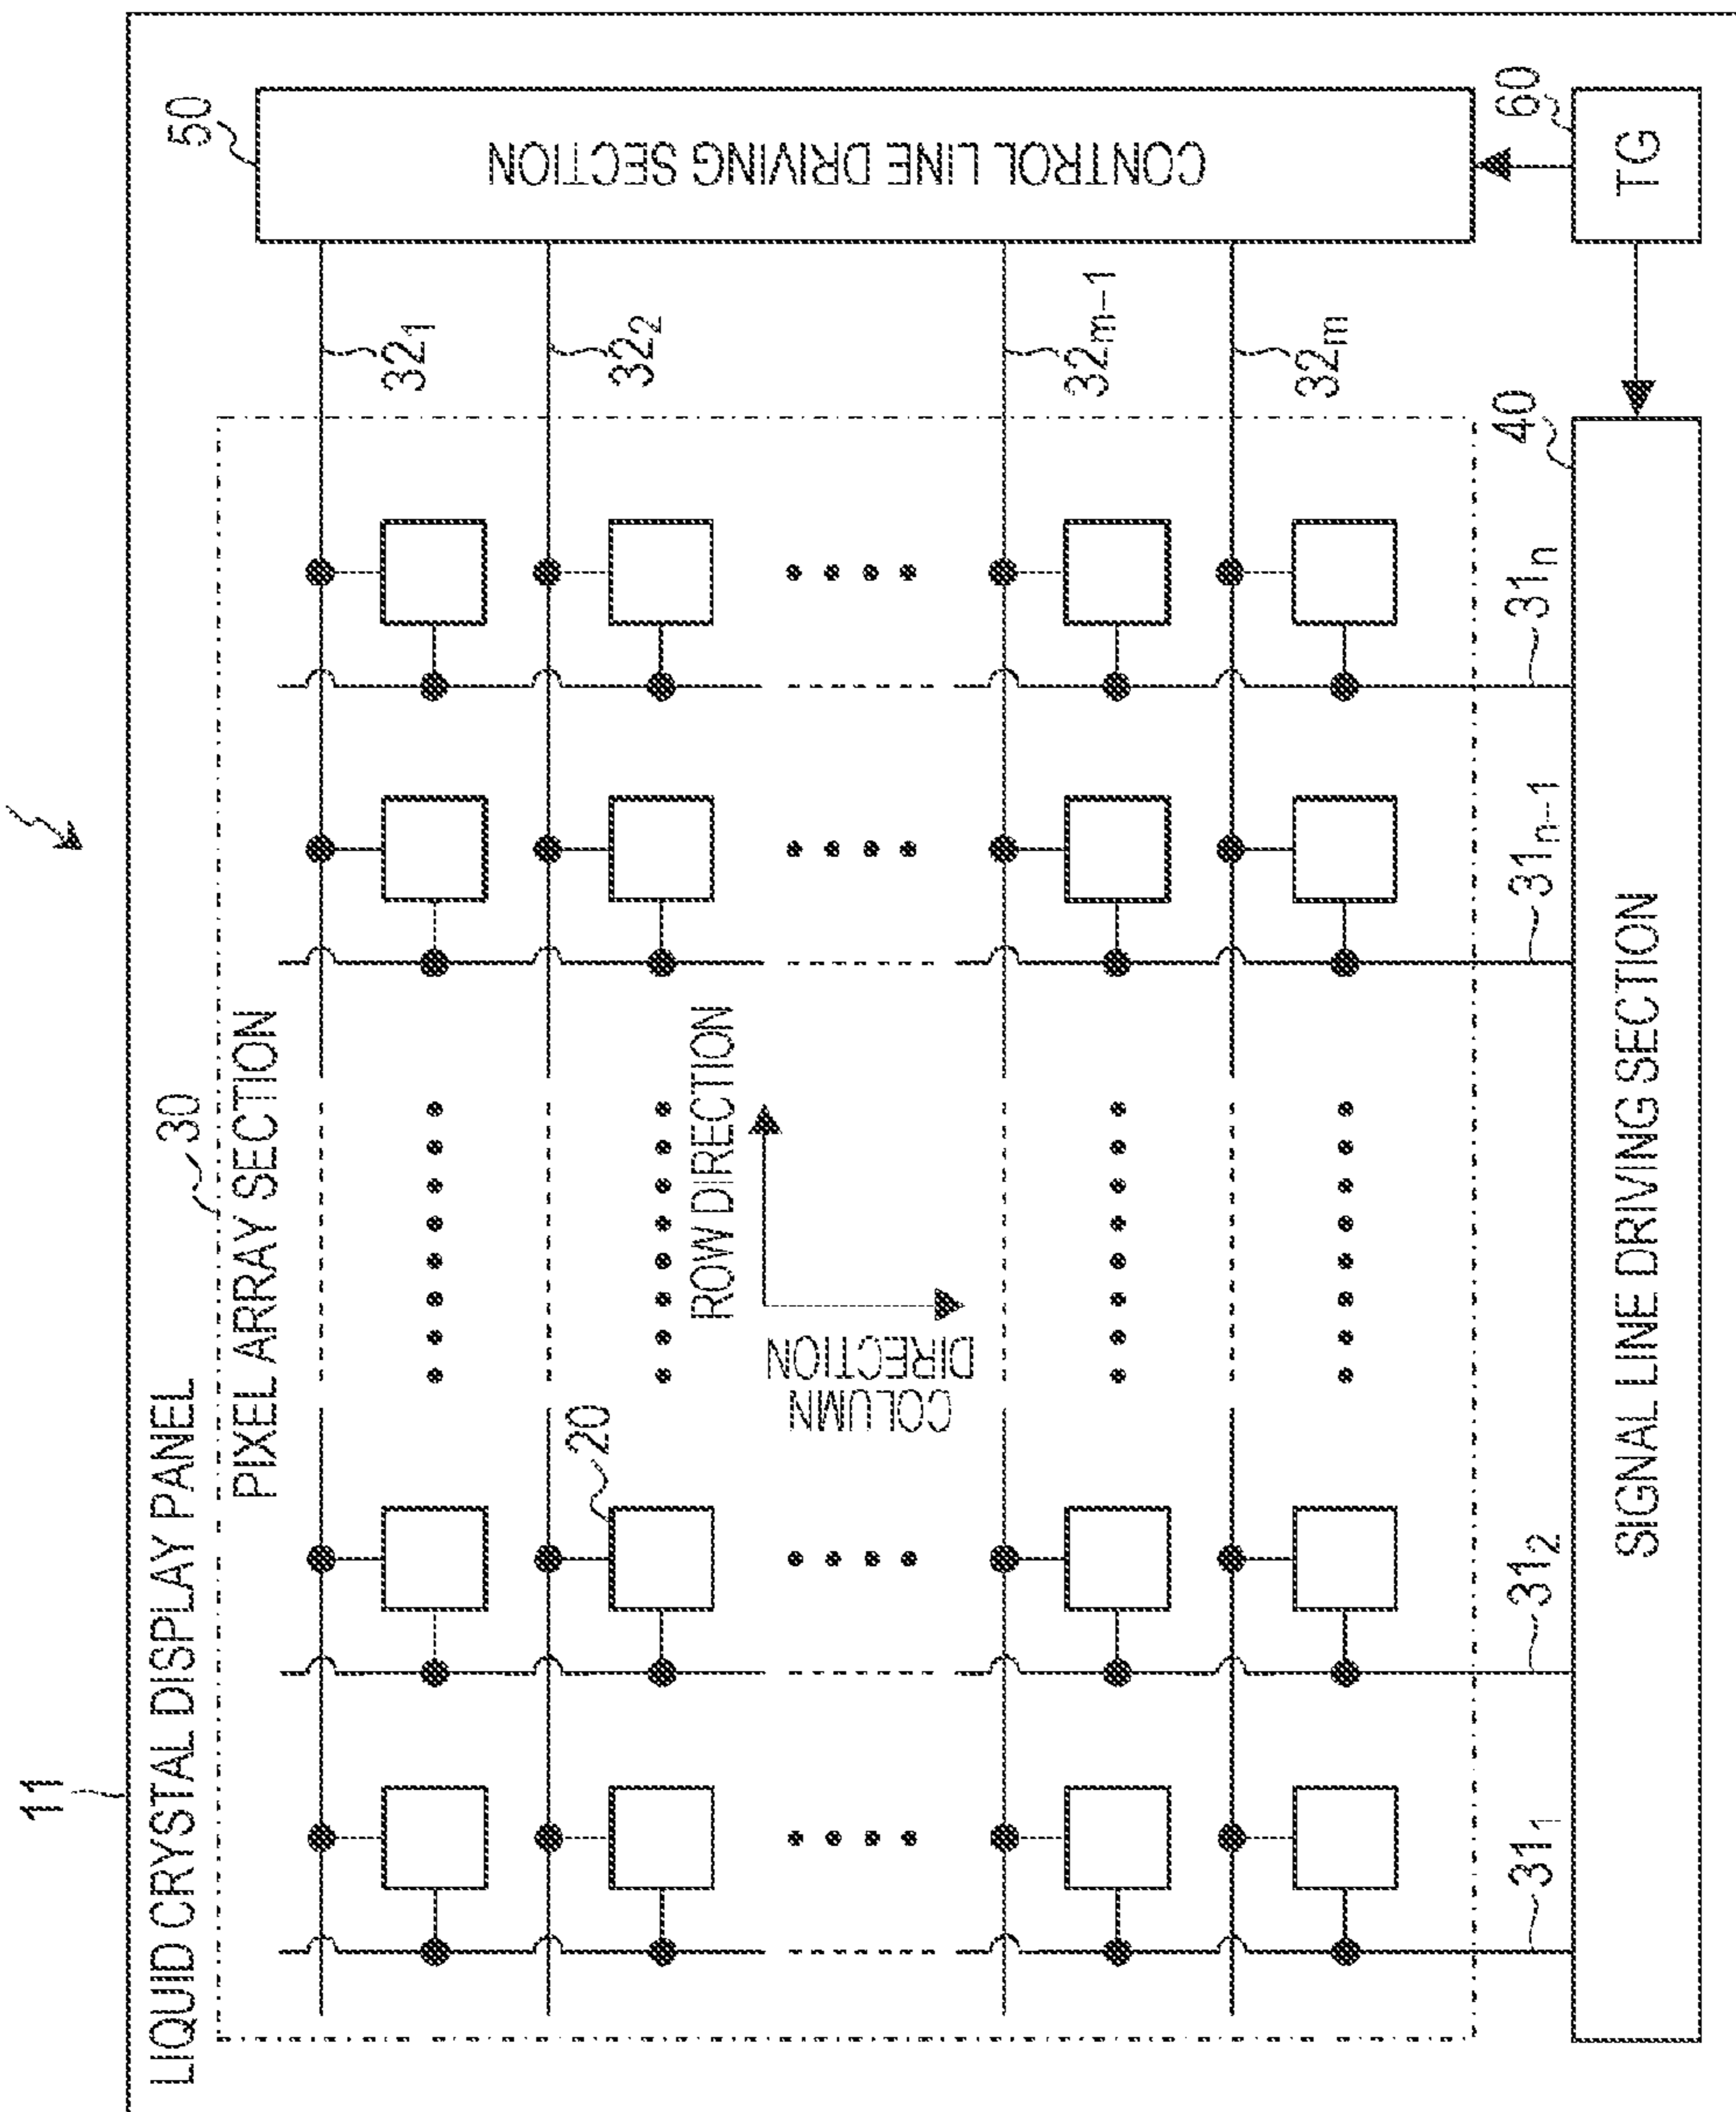 11
LIQUID CRYSTAL DISPLAY PANEL
30
PIXEL ARRAY SECTION
50
CONTROL LINE DRIVING SECTION
32₁
32₂
20
ROW DIRECTION
COLUMN
DIRECTION
32ₘ₋₁
32ₘ
31₁
31₂
31ₙ₋₁
31ₙ
40
60
SIGNAL LINE DRIVING SECTION
TG